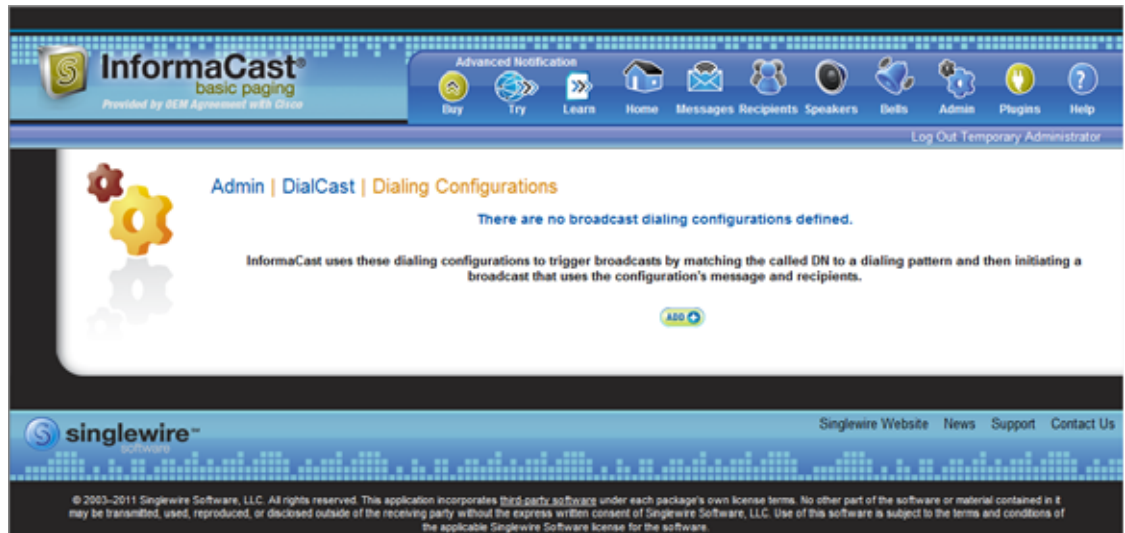 InformaCast®
basic paging
Provided by OEM Agreement with Cisco
Advanced Notification
Buy Try Learn Home Messages Recipients Speakers Bells Admin Plugins Help
Log Out Temporary Administrator
Admin | DialCast | Dialing Configurations
There are no broadcast dialing configurations defined.
InformaCast uses these dialing configurations to trigger broadcasts by matching the called DN to a dialing pattern and then initiating a
broadcast that uses the configuration's message and recipients.
ADD
singlewire™
software
Singlewire Website News Support Contact Us
© 2003–2011 Singlewire Software, LLC. All rights reserved. This application incorporates third-party software under each package's own license terms. No other part of the software or material contained in it
may be transmitted, used, reproduced, or disclosed outside of the receiving party without the express written consent of Singlewire Software, LLC. Use of this software is subject to the terms and conditions of
the applicable Singlewire Software license for the software.